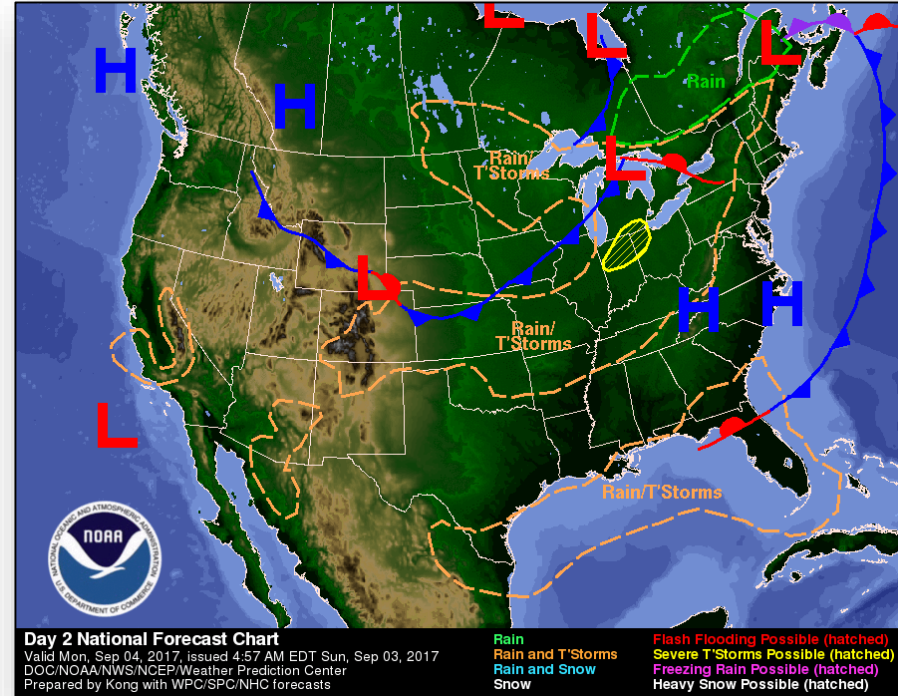 L
L
L
H
H
Rain
L
Rain/
T'Storms
L
H
H
Rain/
T'Storms
L
Rain/T'Storms
NATIONAL OCEANIC AND ATMOSPHERIC ADMINISTRATION
NOAA
U.S. DEPARTMENT OF COMMERCE
Day 2 National Forecast Chart
Valid Mon, Sep 04, 2017, issued 4:57 AM EDT Sun, Sep 03, 2017
DOC/NOAA/NWS/NCEP/Weather Prediction Center
Prepared by Kong with WPC/SPC/NHC forecasts
Rain
Rain and T'Storms
Rain and Snow
Snow
Flash Flooding Possible (hatched)
Severe T'Storms Possible (hatched)
Freezing Rain Possible (hatched)
Heavy Snow Possible (hatched)